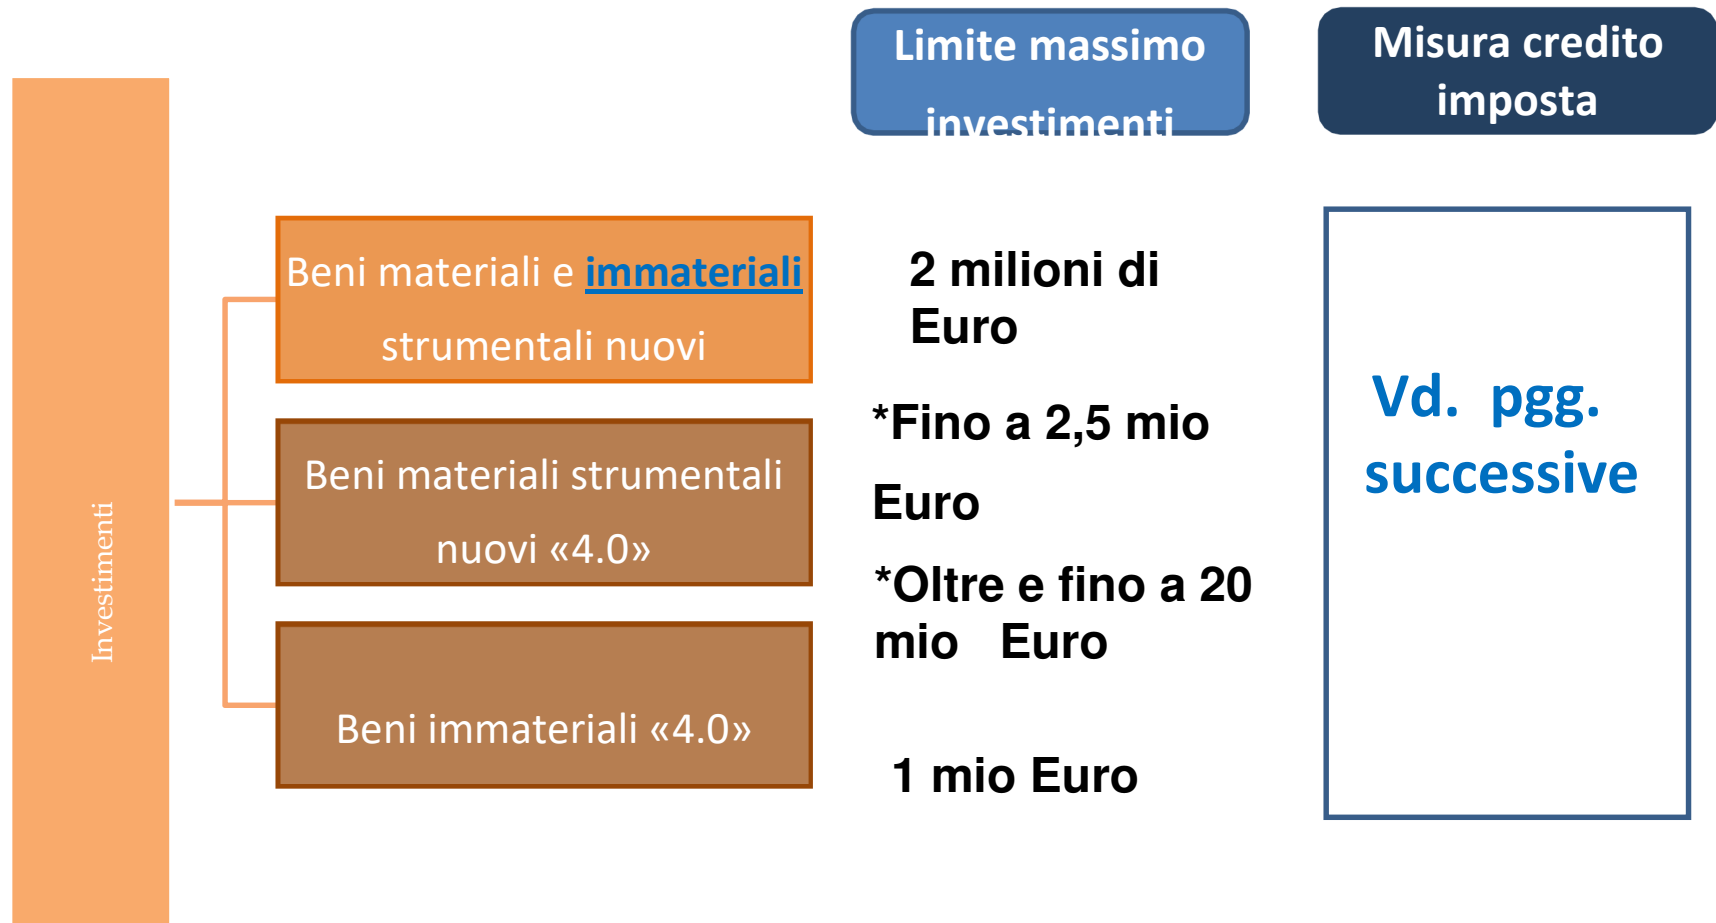 Limite massimo
investimenti
Misura credito
imposta
Investimenti
Beni materiali e immateriali
strumentali nuovi
2 milioni di
Euro
Beni materiali strumentali
nuovi «4.0»
*Fino a 2,5 mio
Euro
*Oltre e fino a 20
mio Euro
Beni immateriali «4.0»
1 mio Euro
Vd. pgg.
successive